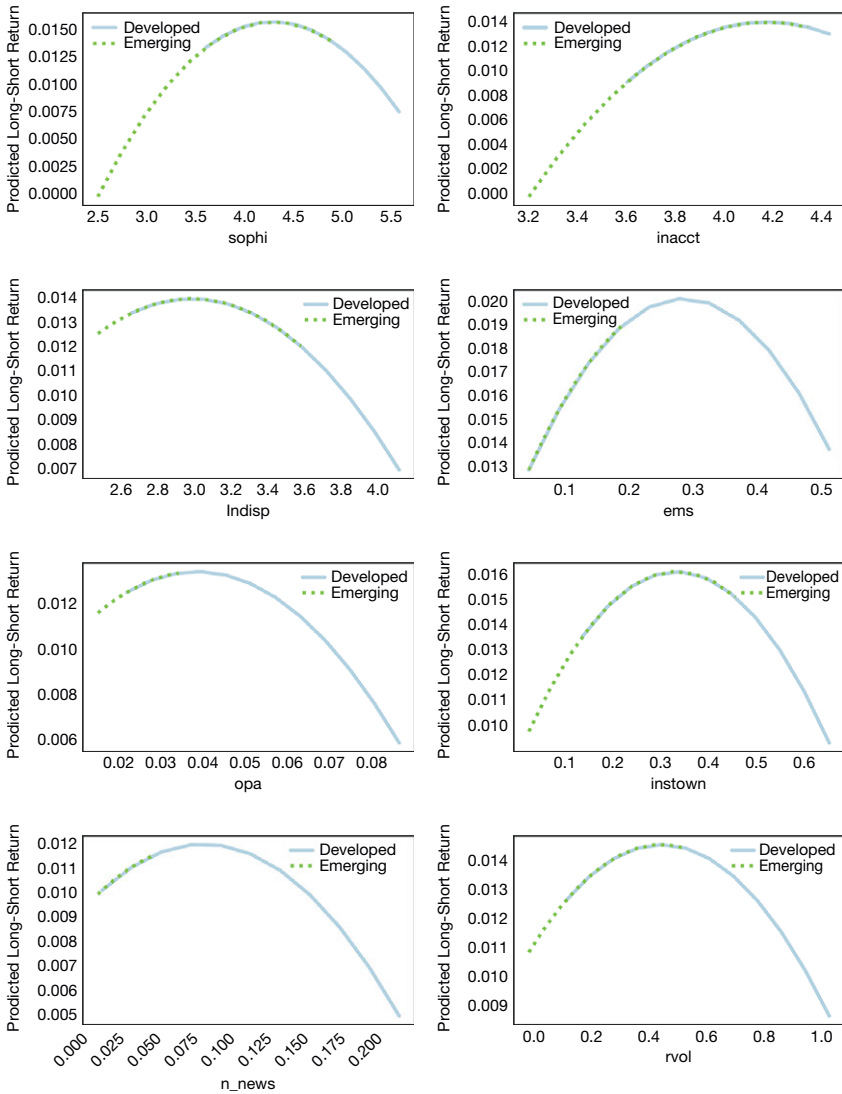 Predicted Long-Short Return
0.0150
0.0125
0.0100
0.0075
0.0050
0.0025
0.0000
Developed
Emerging
2.5 3.0 3.5 4.0 4.5 5.0 5.5
sophi
Predicted Long-Short Return
0.014
0.012
0.010
0.008
0.006
0.004
0.002
0.000
Developed
Emerging
3.2 3.4 3.6 3.8 4.0 4.2 4.4
inacct
Predicted Long-Short Return
0.014
0.013
0.012
0.011
0.010
0.009
0.008
0.007
Developed
Emerging
2.6 2.8 3.0 3.2 3.4 3.6 3.8 4.0
Indisp
Predicted Long-Short Return
0.020
0.019
0.018
0.017
0.016
0.015
0.014
0.013
Developed
Emerging
0.1 0.2 0.3 0.4 0.5
ems
Predicted Long-Short Return
0.012
0.010
0.008
0.006
Developed
Emerging
0.02 0.03 0.04 0.05 0.06 0.07 0.08
opa
Predicted Long-Short Return
0.016
0.015
0.014
0.013
0.012
0.011
0.010
Developed
Emerging
0.1 0.2 0.3 0.4 0.5 0.6
instown
Predicted Long-Short Return
0.012
0.011
0.010
0.009
0.008
0.007
0.006
0.005
Developed
Emerging
0.000 0.025 0.050 0.075 0.100 0.125 0.150 0.175 0.200
n_news
Predicted Long-Short Return
0.014
0.013
0.012
0.011
0.010
0.009
Developed
Emerging
0.0 0.2 0.4 0.6 0.8 1.0
rvol